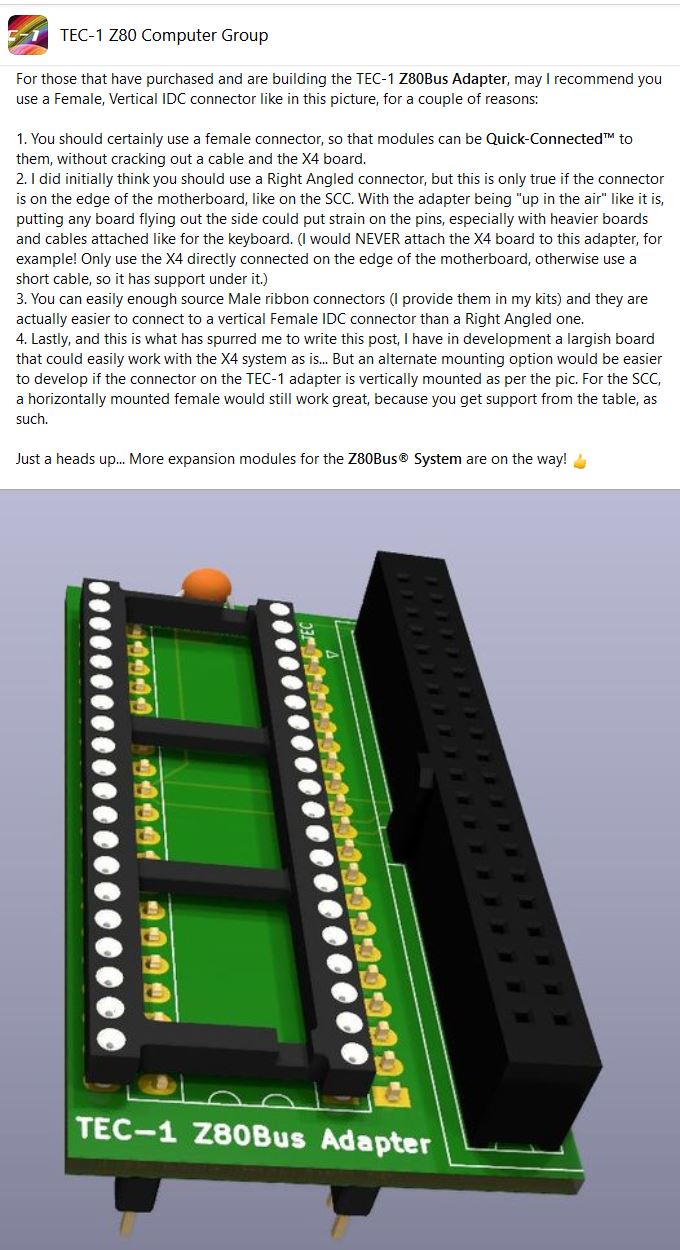 TEC-1 Z80 Computer Group
For those that have purchased and are building the TEC-1 Z80Bus Adapter, may I recommend you
use a Female, Vertical IDC connector like in this picture, for a couple of reasons:
1. You should certainly use a female connector, so that modules can be Quick-Connected™ to
them, without cracking out a cable and the X4 board.
2. I did initially think you should use a Right Angled connector, but this is only true if the connector
is on the edge of the motherboard, like on the SCC. With the adapter being "up in the air" like it is,
putting any board flying out the side could put strain on the pins, especially with heavier boards
and cables attached like for the keyboard. (I would NEVER attach the X4 board to this adapter, for
example! Only use the X4 directly connected on the edge of the motherboard, otherwise use a
short cable, so it has support under it.)
3. You can easily enough source Male ribbon connectors (I provide them in my kits) and they are
actually easier to connect to a vertical Female IDC connector than a Right Angled one.
4. Lastly, and this is what has spurred me to write this post, I have in development a largish board
that could easily work with the X4 system as is... But an alternate mounting option would be easier
to develop if the connector on the TEC-1 adapter is vertically mounted as per the pic. For the SCC,
a horizontally mounted female would still work great, because you get support from the table, as
such.
Just a heads up... More expansion modules for the Z80Bus® System are on the way! 👍
TEC
TEC-1 Z80Bus Adapter